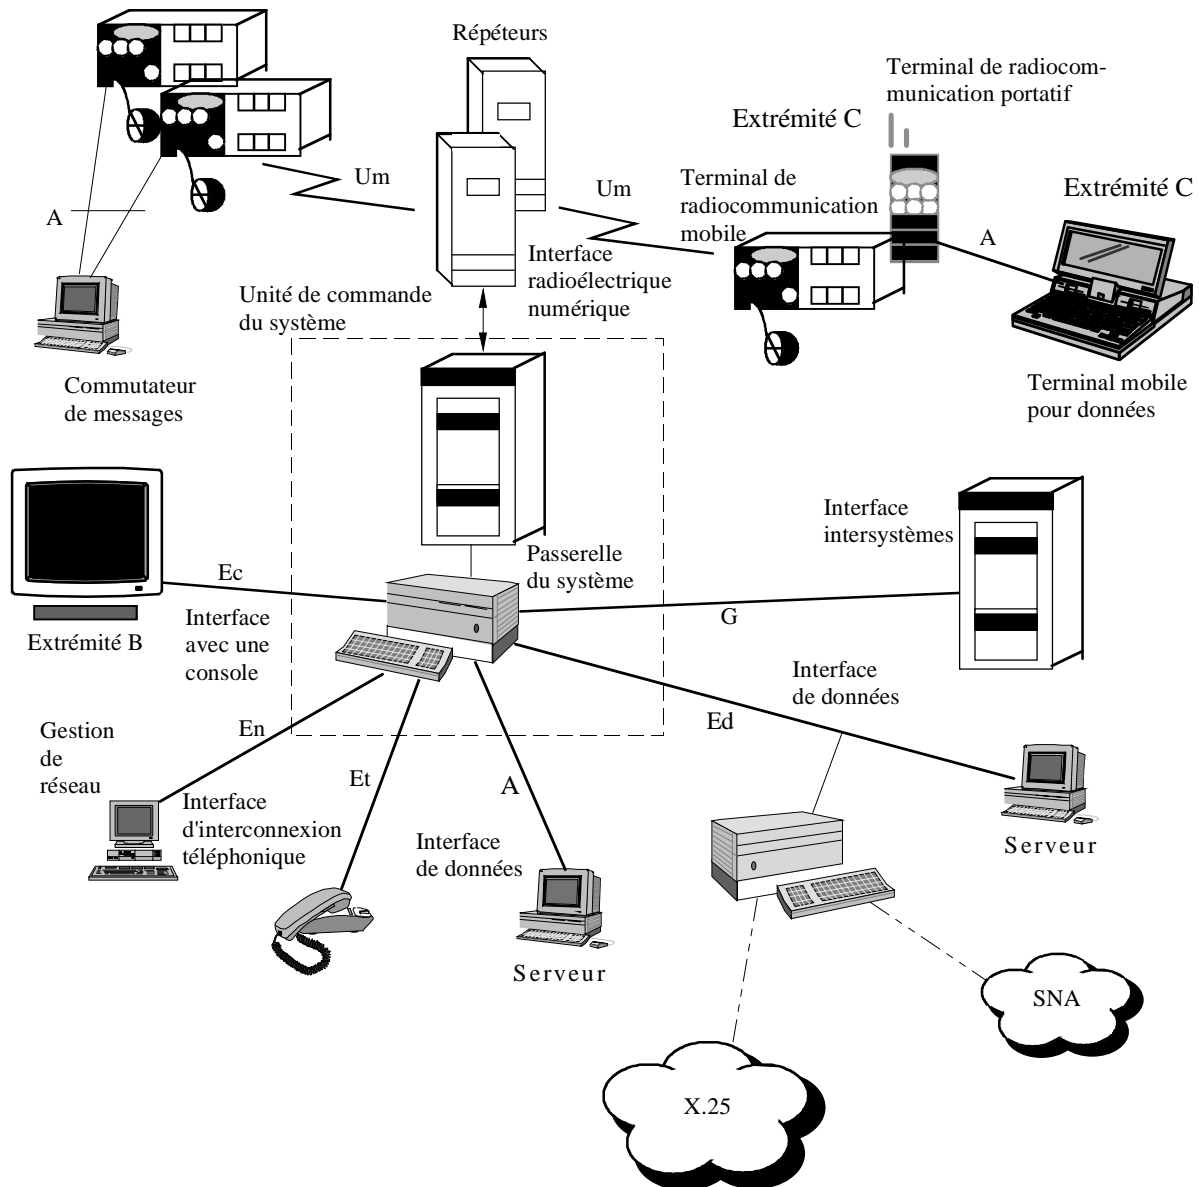 Répéteurs
Terminal de radiocom-
munication portatif
Extrémité C
Um
Um
Terminal de
radiocommunication
mobile
Extrémité C
A
A
Interface
radioélectrique
numérique
Unité de commande
du système
Commutateur
de messages
Terminal mobile
pour données
Interface
intersystèmes
Passerelle
du système
Ec
G
Extrémité B
Interface
avec une
console
Interface
de données
En
Ed
Gestion
de
réseau
Et
A
Interface
d'interconnexion
téléphonique
Interface
de données
Serveur
Serveur
SNA
X.25